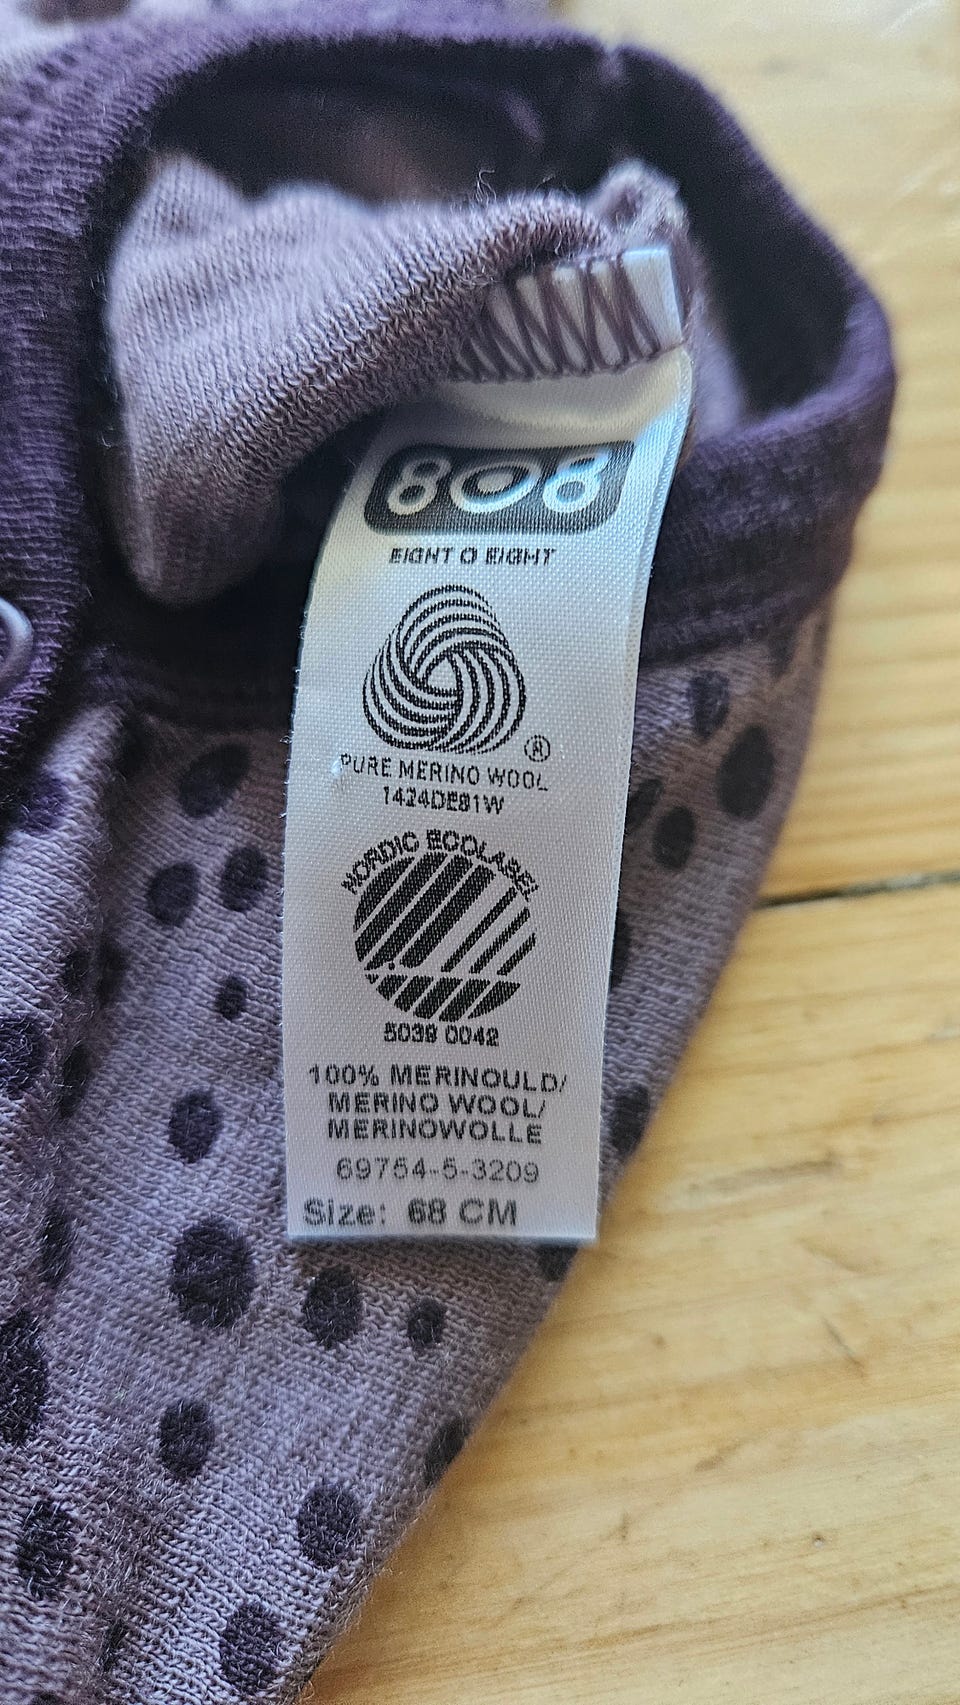 808
EIGHT O EIGHT
®
PURE MERINO WOOL
1424DE81W
NORDIC ECOLABEL
5039 0042
100% MERINOULD/
MERINO WOOL/
MERINOWOLLE
69754-5-3209
Size: 68 CM